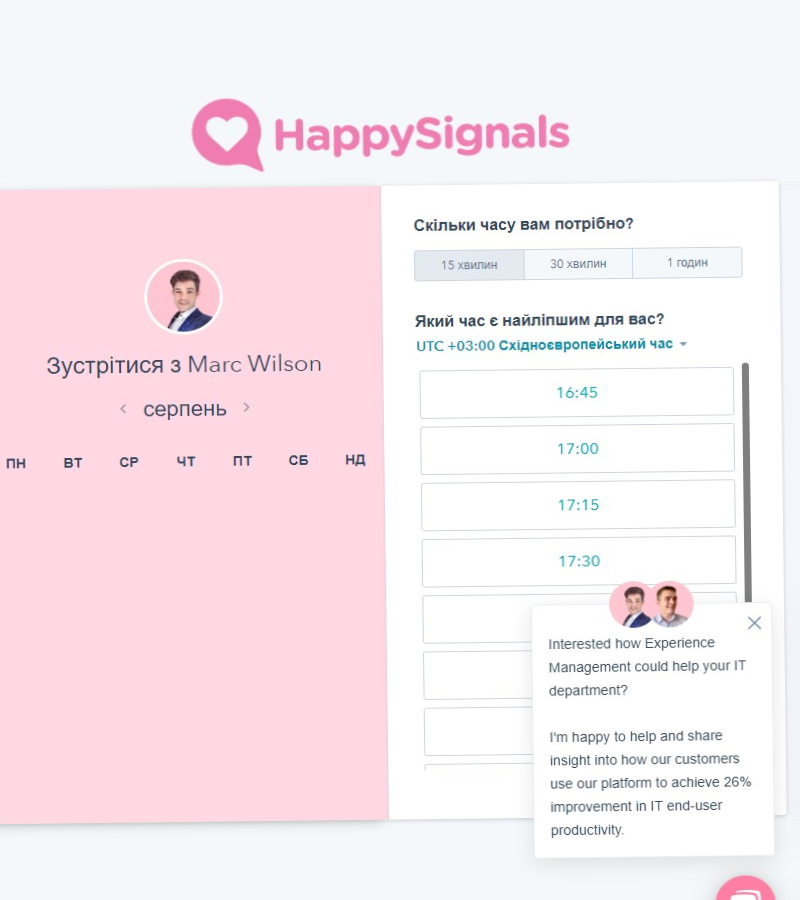 HappySignals
Зустрітися з Marc Wilson
серпень
ПН ВТ СР ЧТ ПТ СБ НД
Скільки часу вам потрібно?
15 хвилин 30 хвилин 1 годин
Який час є найліпшим для вас?
UTC +03:00 Східноєвропейський час
16:45
17:00
17:15
17:30
Interested how Experience
Management could help your IT
department?
I'm happy to help and share
insight into how our customers
use our platform to achieve 26%
improvement in IT end-user
productivity.